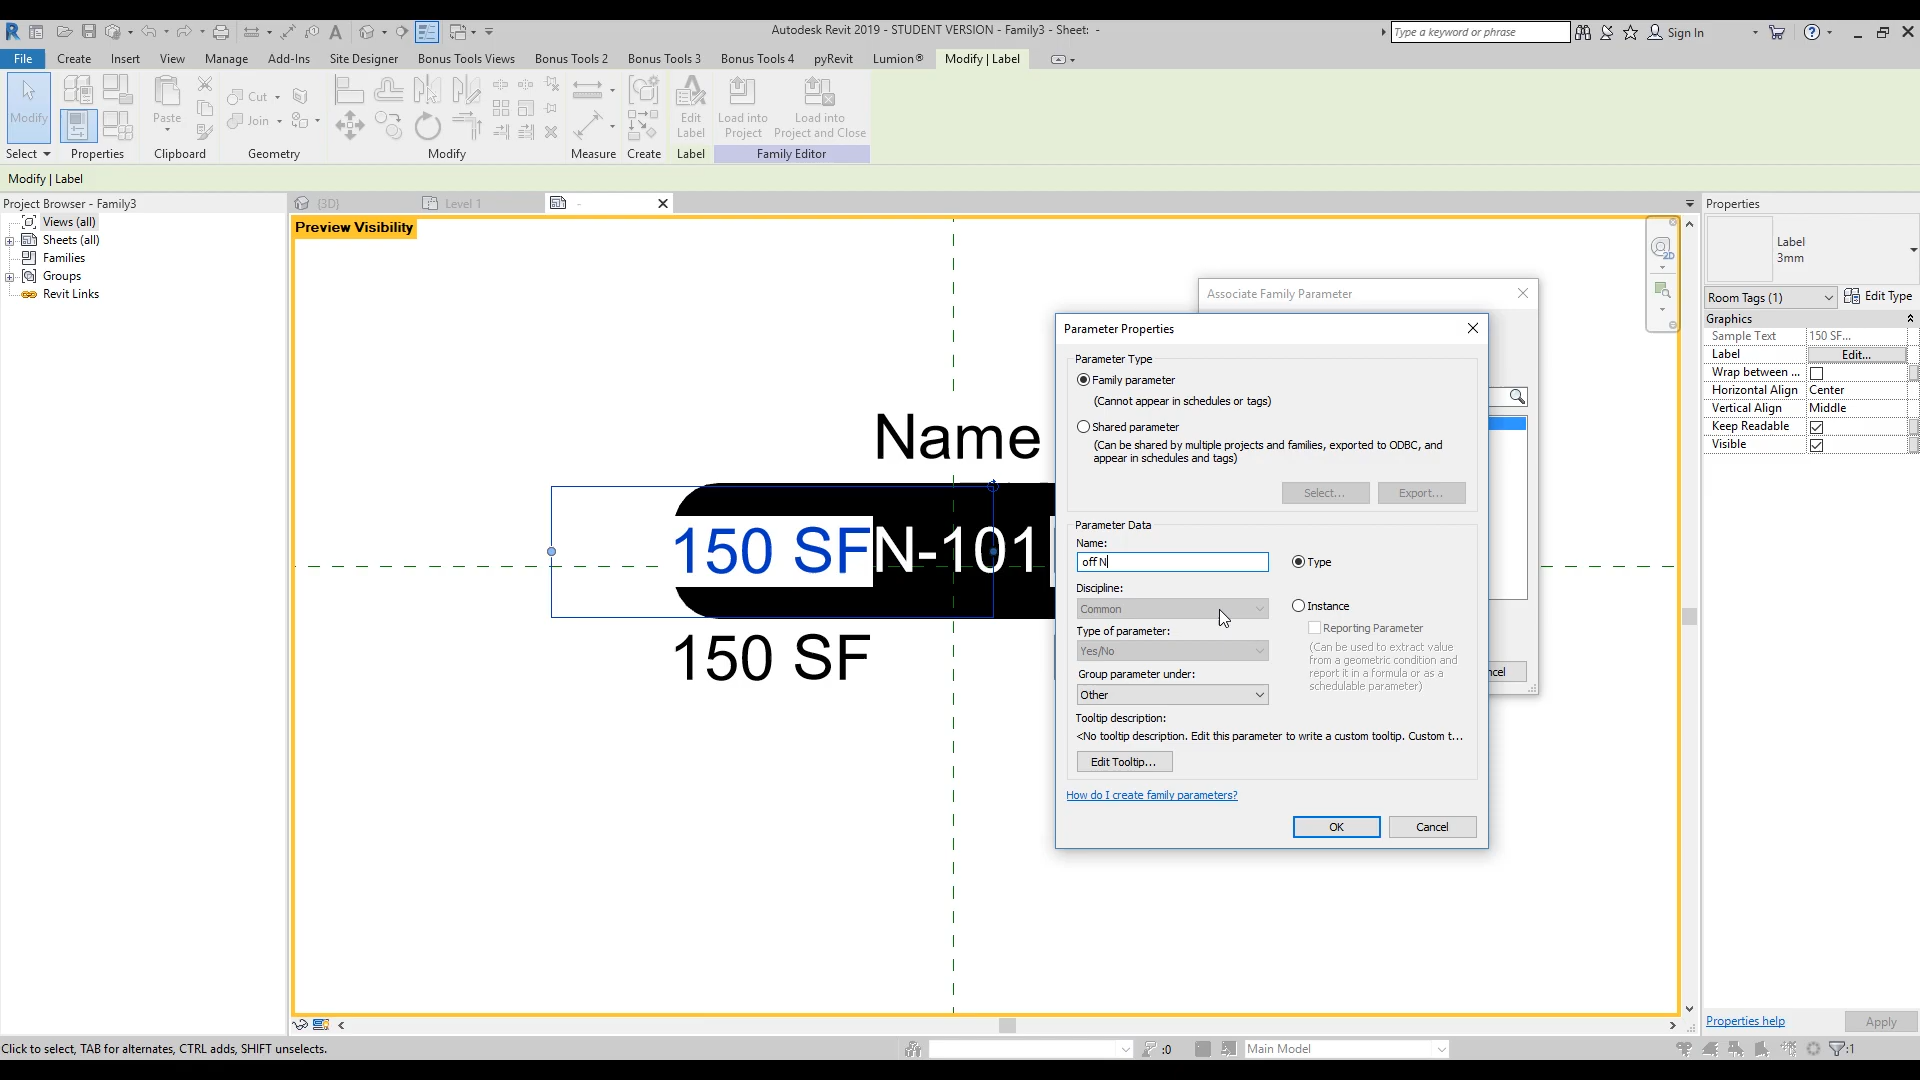 Autodesk Revit 2019 - STUDENT VERSION - Family3 - Sheet: -
Type a keyword or phrase
Sign In
File Create Insert View Manage Add-Ins Site Designer Bonus Tools Views Bonus Tools 2 Bonus Tools 3 Bonus Tools 4 pyRevit Lumion® Modify | Label
Modify
Paste
Cut
Join
Edit Label
Load into Project
Load into Project and Close
Select Properties Clipboard Geometry Modify Measure Create Label Family Editor
Modify | Label
Project Browser - Family3
Views (all)
Sheets (all)
Families
Groups
Revit Links
(3D)
Level 1
-
Preview Visibility
2D
Name
150 SF
N-101
150 SF
Associate Family Parameter
ncel
Parameter Properties
Parameter Type
Family parameter
(Cannot appear in schedules or tags)
Shared parameter
(Can be shared by multiple projects and families, exported to ODBC, and
appear in schedules and tags)
Select...
Export...
Parameter Data
Name:
off N
Type
Discipline:
Common
Instance
Type of parameter:
Reporting Parameter
Yes/No
(Can be used to extract value
from a geometric condition and
report it in a formula or as a
schedulable parameter)
Group parameter under:
Other
Tooltip description:
<No tooltip description. Edit this parameter to write a custom tooltip. Custom t...
Edit Tooltip...
How do I create family parameters?
OK
Cancel
Properties
Label
3mm
Room Tags (1)
Edit Type
Graphics
Sample Text 150 SF...
Label Edit...
Wrap between ...
Horizontal Align Center
Vertical Align Middle
Keep Readable
Visible
Properties help
Apply
Click to select, TAB for alternates, CTRL adds, SHIFT unselects.
:0
Main Model
:1